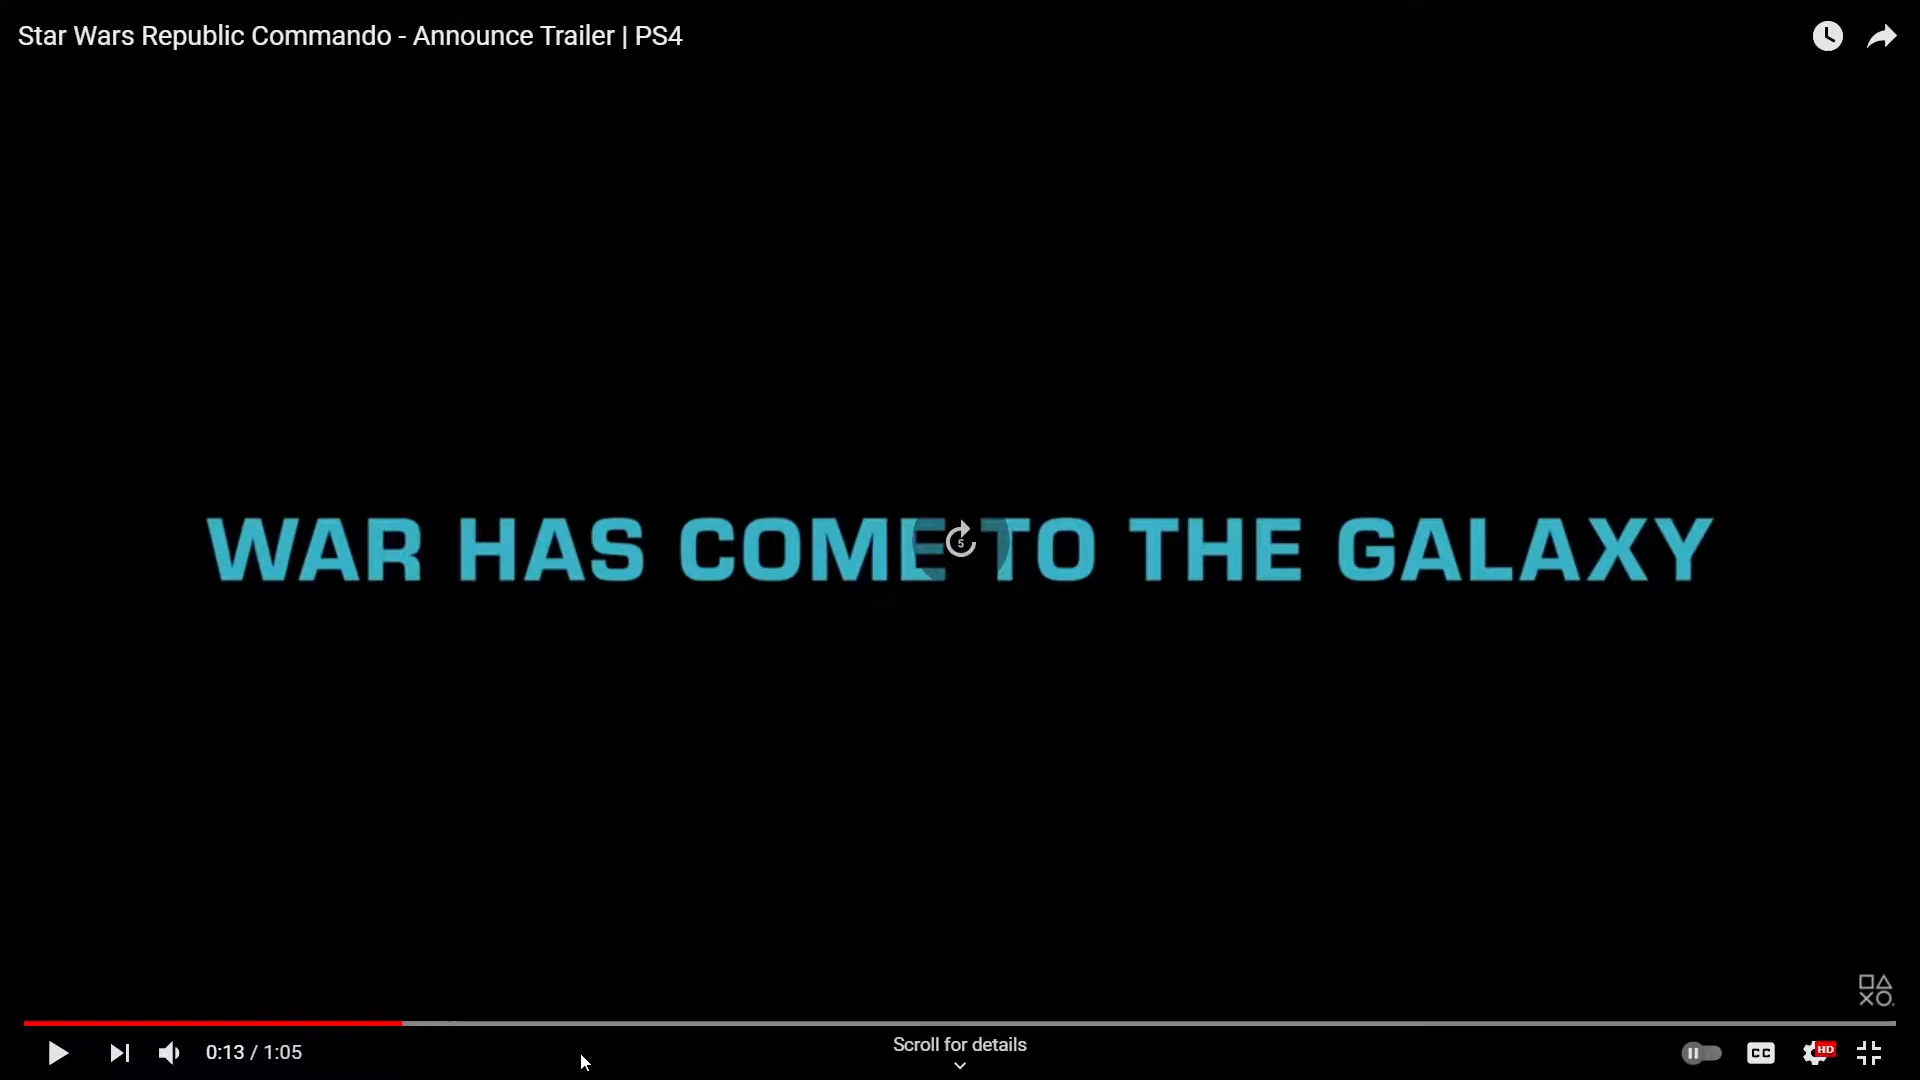 Star Wars Republic Commando - Announce Trailer | PS4
WAR HAS COME TO THE GALAXY
5
Scroll for details
0:13 / 1:05
CC
HD